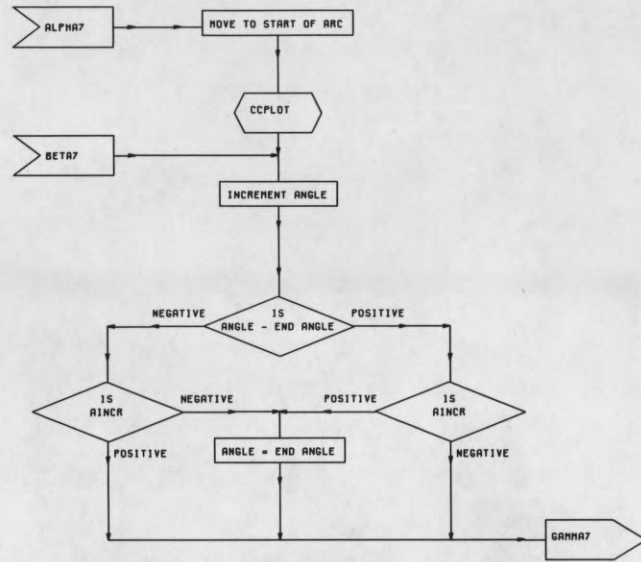 ALPHA7
MOVE TO START OF ARC
CCPLOT
BETA7
INCREMENT ANGLE
NEGATIVE
IS
ANGLE - END ANGLE
POSITIVE
IS
AINCR
NEGATIVE
POSITIVE
IS
AINCR
POSITIVE
ANGLE = END ANGLE
NEGATIVE
GAMMA7